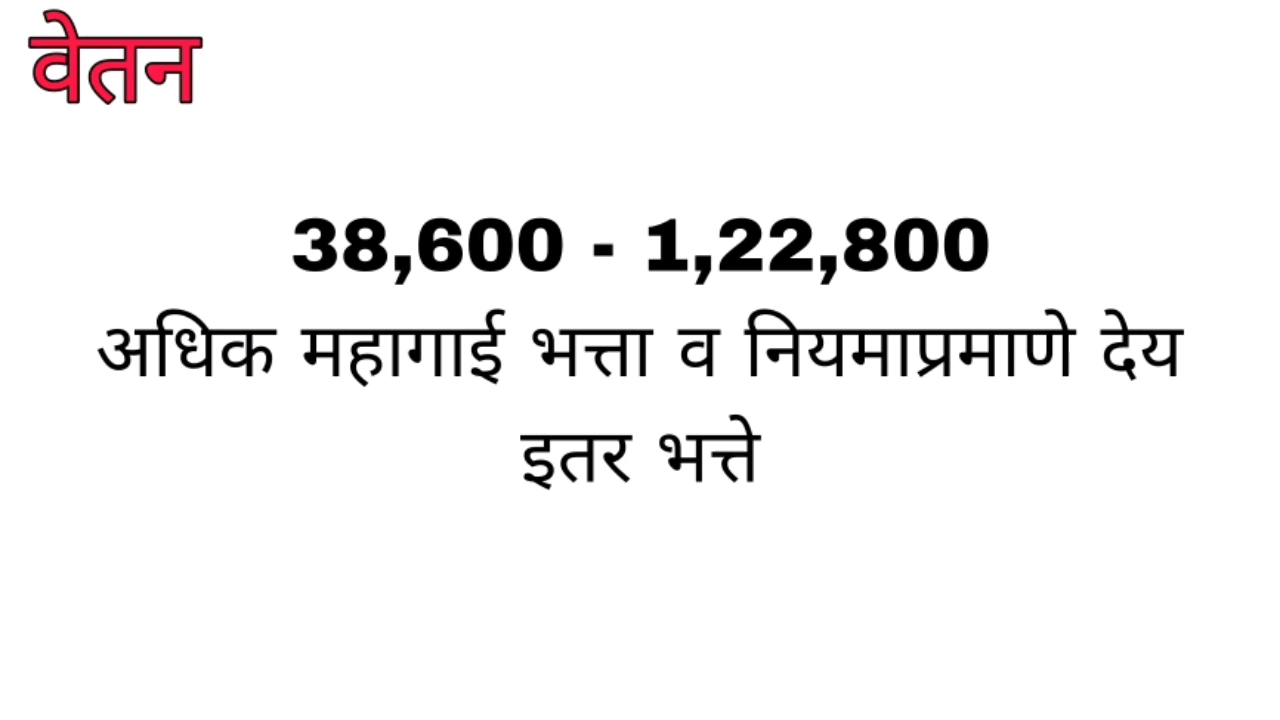 वेतन
38,600 - 1,22,800
अधिक महागाई भत्ता व नियमाप्रमाणे देय
इतर भत्ते